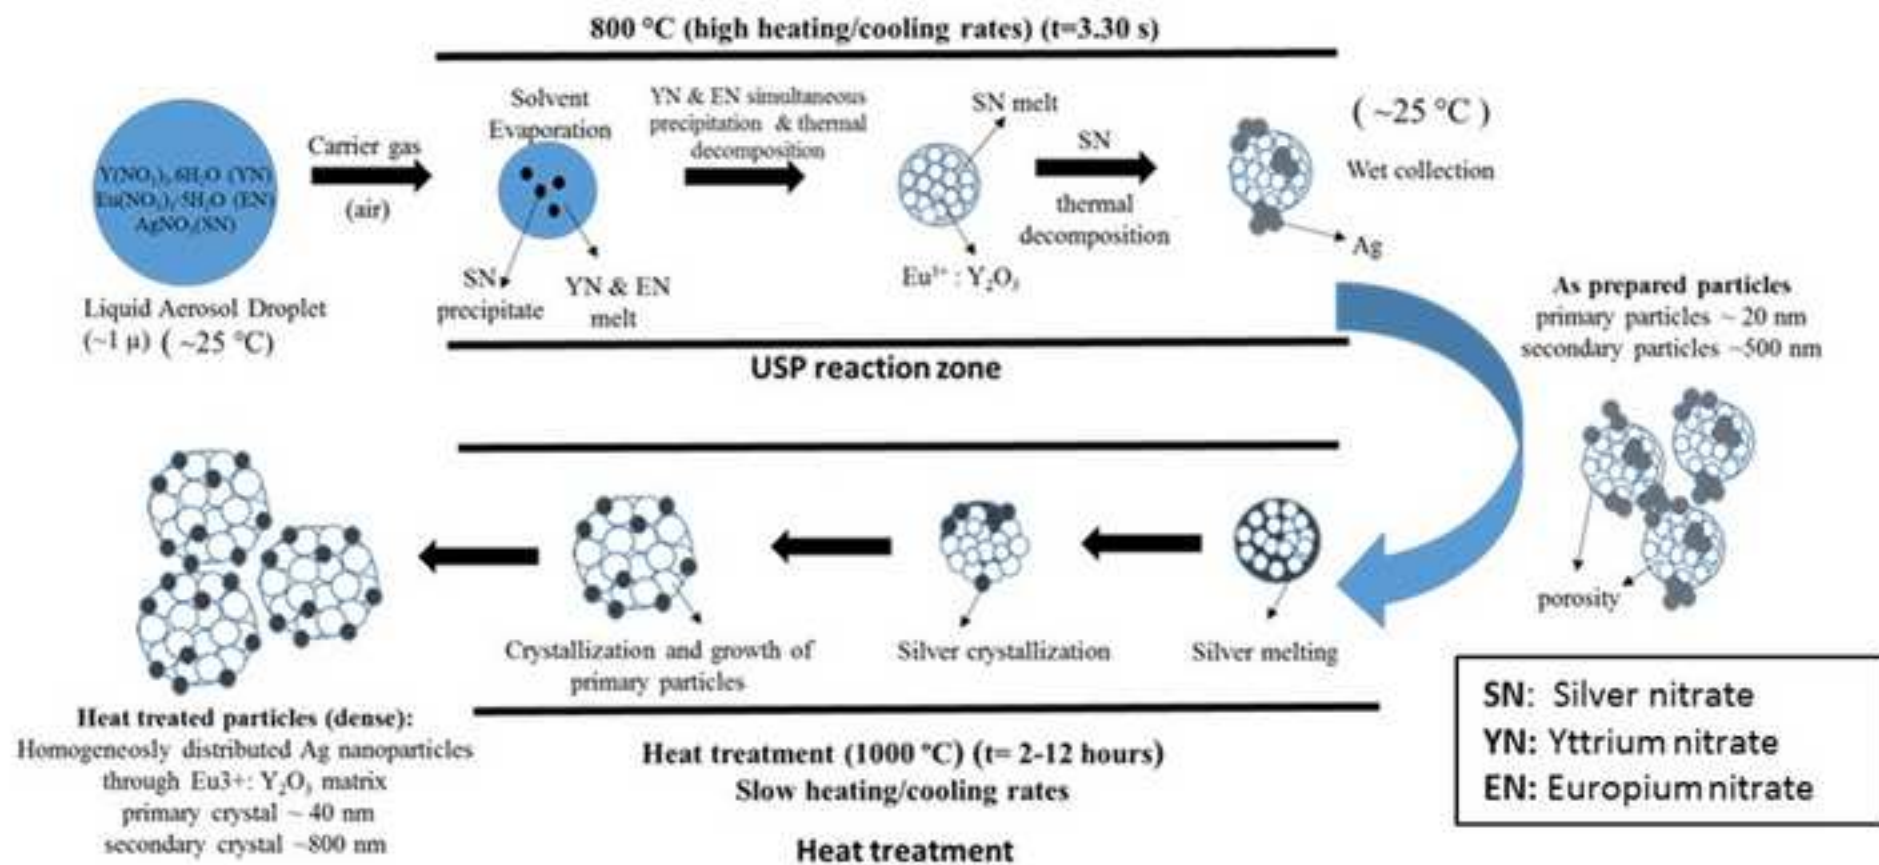 800 °C (high heating/cooling rates) (t=3.30 s)
Y(NO₃)₃.6H₂O (YN)
Eu(NO₃)₃·5H₂O (EN)
AgNO₃(SN)
Liquid Aerosol Droplet
(~1 μ) ( ~25 °C)
Carrier gas
(air)
Solvent
Evaporation
SN
precipitate
YN & EN
melt
YN & EN simultaneous
precipitation & thermal
decomposition
SN melt
Eu³⁺ : Y₂O₃
SN
thermal
decomposition
( ~25 °C )
Wet collection
Ag
USP reaction zone
As prepared particles
primary particles ~ 20 nm
secondary particles ~500 nm
porosity
Silver melting
Silver crystallization
Crystallization and growth of
primary particles
Heat treatment (1000 °C) (t= 2-12 hours)
Slow heating/cooling rates
Heat treatment
Heat treated particles (dense):
Homogeneosly distributed Ag nanoparticles
through Eu3+: Y₂O₃ matrix
primary crystal ~ 40 nm
secondary crystal ~800 nm
SN: Silver nitrate
YN: Yttrium nitrate
EN: Europium nitrate